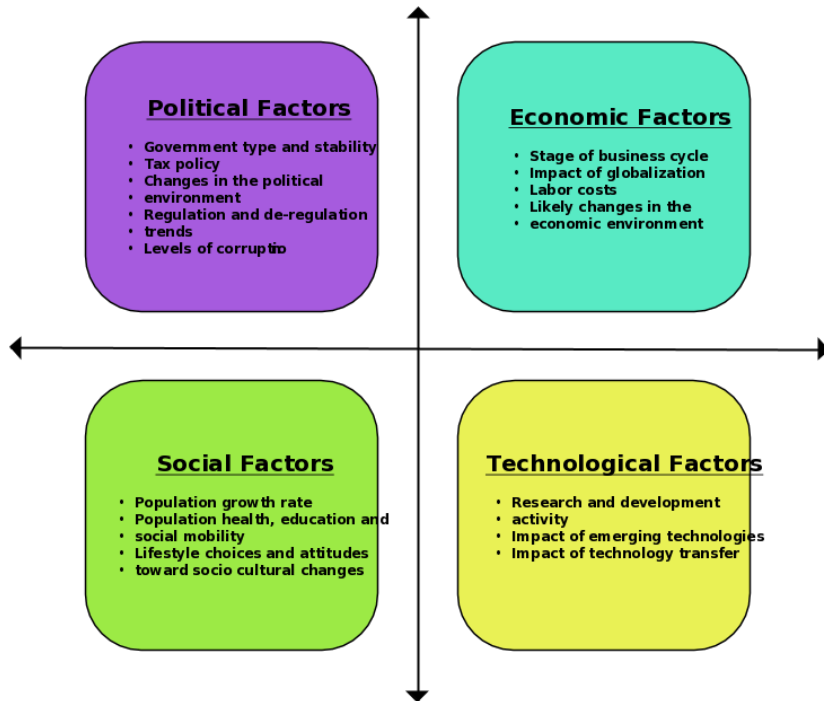 Political Factors
• Government type and stability
• Tax policy
• Changes in the political
• environment
• Regulation and de-regulation
• trends
• Levels of corruptio
Economic Factors
• Stage of business cycle
• Impact of globalization
• Labor costs
• Likely changes in the
• economic environment
Social Factors
• Population growth rate
• Population health, education and
• social mobility
• Lifestyle choices and attitudes
• toward socio cultural changes
Technological Factors
• Research and development
• activity
• Impact of emerging technologies
• Impact of technology transfer